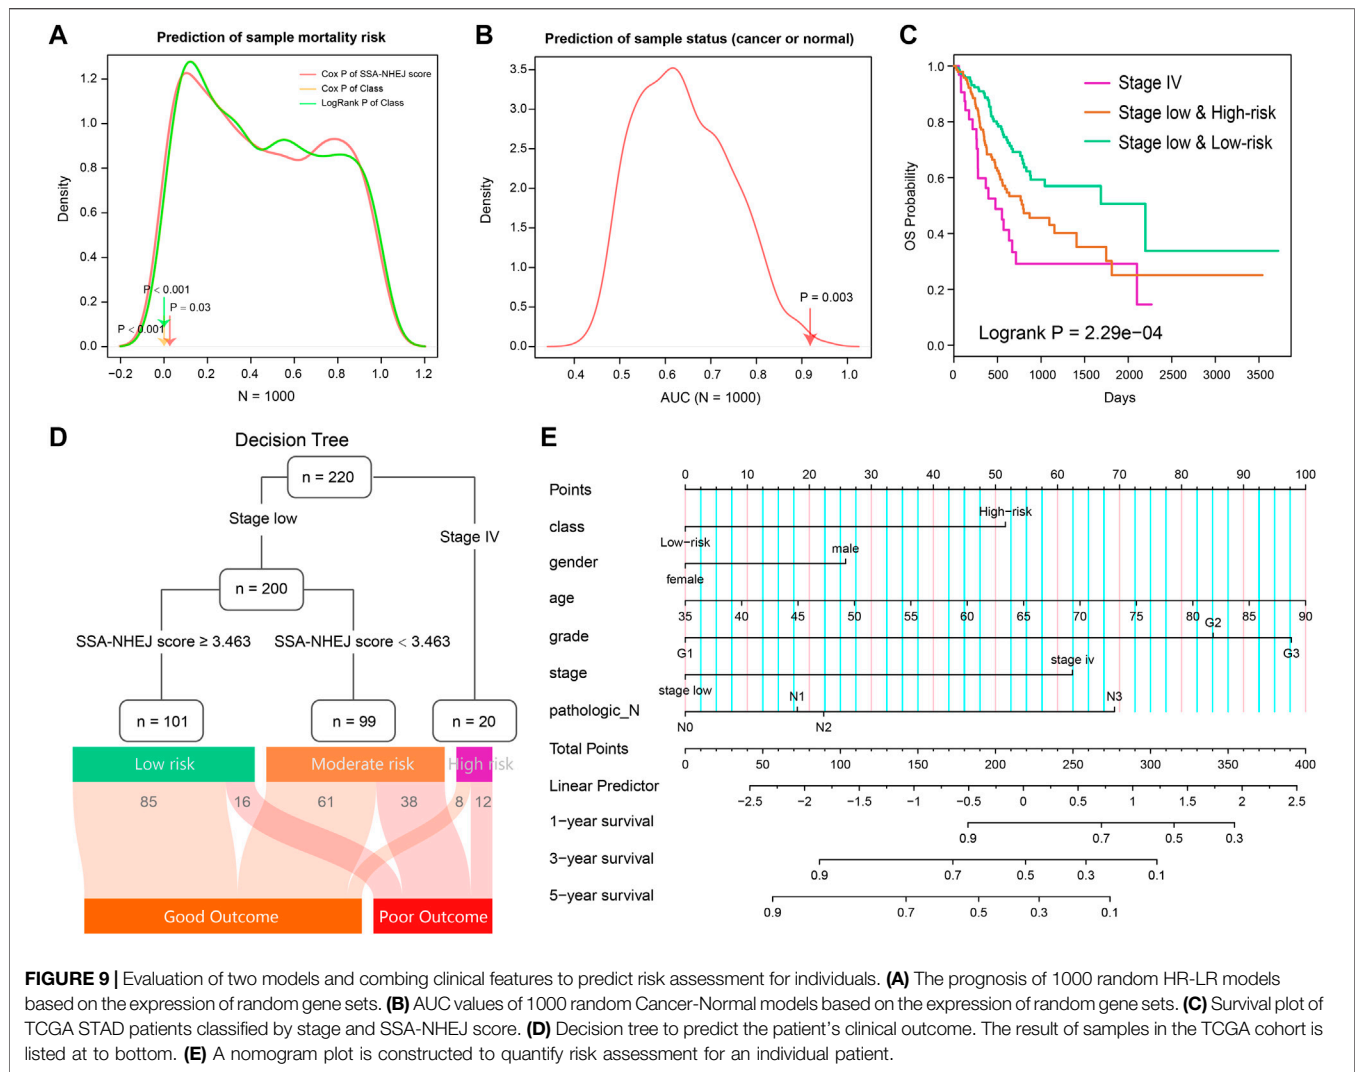 A
Prediction of sample mortality risk
Cox P of SSA-NHEJ score
Cox P of Class
LogRank P of Class
Density
1.2
1.0
0.8
0.6
0.4
0.2
0.0
P < 0.001
P = 0.03
P < 0.001
−0.2 0.0 0.2 0.4 0.6 0.8 1.0 1.2
N = 1000
B
Prediction of sample status (cancer or normal)
Density
3.5
3.0
2.5
2.0
1.5
1.0
0.5
0.0
P = 0.003
0.4 0.5 0.6 0.7 0.8 0.9 1.0
AUC (N = 1000)
C
OS Probability
1.0
0.8
0.6
0.4
0.2
0.0
Stage IV
Stage low & High-risk
Stage low & Low-risk
Logrank P = 2.29e−04
0 500 1000 1500 2000 2500 3000 3500
Days
D
Decision Tree
n = 220
Stage low
Stage IV
n = 200
SSA-NHEJ score ≥ 3.463 SSA-NHEJ score < 3.463
n = 101 n = 99 n = 20
Low risk Moderate risk High risk
85 16 61 38 8 12
Good Outcome Poor Outcome
E
0 10 20 30 40 50 60 70 80 90 100
Points
High−risk
class
Low−risk
male
gender
female
age
35 40 45 50 55 60 65 70 75 80 85 90
G2
grade
G1 G3
stage iv
stage
stage low
N1 N3
pathologic_N
N0 N2
Total Points
0 50 100 150 200 250 300 350 400
Linear Predictor
−2.5 −2 −1.5 −1 −0.5 0 0.5 1 1.5 2 2.5
1−year survival
0.9 0.7 0.5 0.3
3−year survival
0.9 0.7 0.5 0.3 0.1
5−year survival
0.9 0.7 0.5 0.3 0.1
FIGURE 9 | Evaluation of two models and combing clinical features to predict risk assessment for individuals. (A) The prognosis of 1000 random HR-LR models
based on the expression of random gene sets. (B) AUC values of 1000 random Cancer-Normal models based on the expression of random gene sets. (C) Survival plot of
TCGA STAD patients classified by stage and SSA-NHEJ score. (D) Decision tree to predict the patient's clinical outcome. The result of samples in the TCGA cohort is
listed at to bottom. (E) A nomogram plot is constructed to quantify risk assessment for an individual patient.